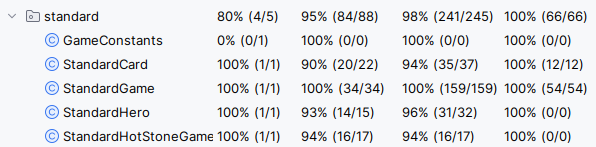 standard 80% (4/5) 95% (84/88) 98% (241/245) 100% (66/66)
GameConstants 0% (0/1) 100% (0/0) 100% (0/0) 100% (0/0)
StandardCard 100% (1/1) 90% (20/22) 94% (35/37) 100% (12/12)
StandardGame 100% (1/1) 100% (34/34) 100% (159/159) 100% (54/54)
StandardHero 100% (1/1) 93% (14/15) 96% (31/32) 100% (0/0)
StandardHotStoneGame 100% (1/1) 94% (16/17) 94% (16/17) 100% (0/0)